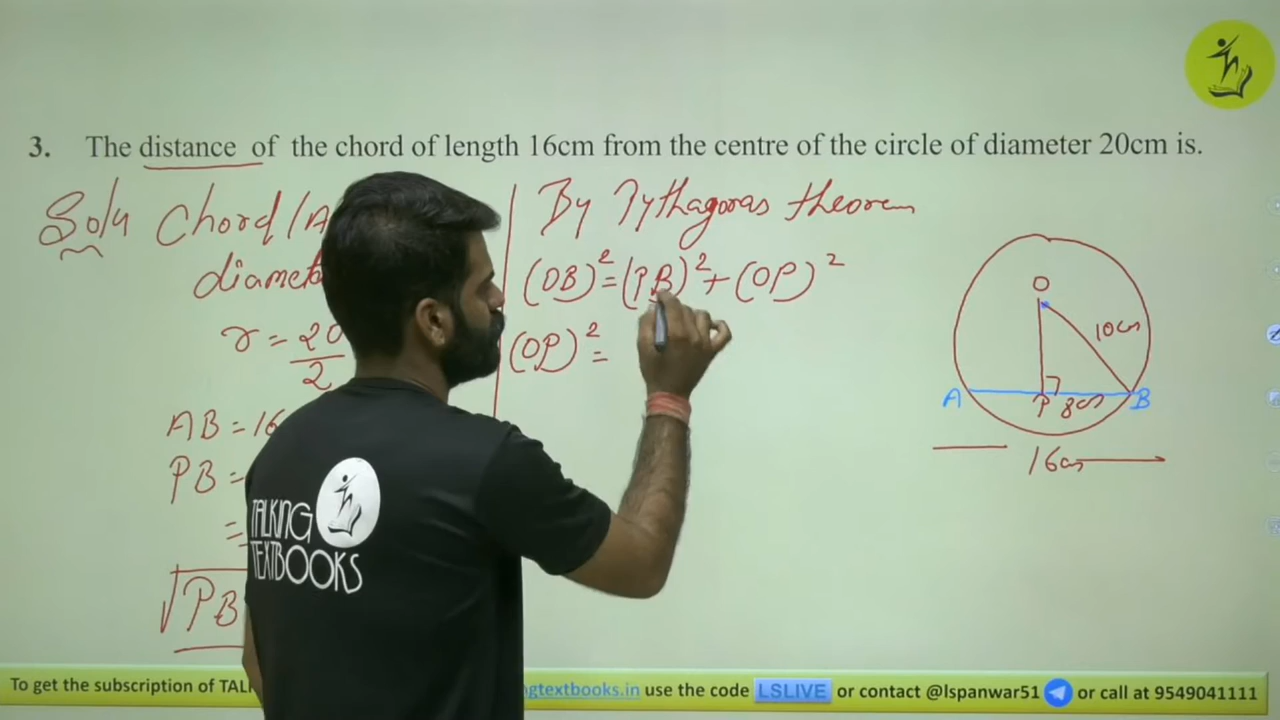 3. The distance of the chord of length 16cm from the centre of the circle of diameter 20cm is.
Soln Chord (A
diamet
r = 20
2
AB = 16
PB =
=
PB
By Pythagoras theorem
(OB)² = (PB)² + (OP)²
(OP)² =
O
10cm
A
P 8cm
B
16cm
TALKING
TEXTBOOKS
To get the subscription of TAL
ngtextbooks.in use the code LSLIVE or contact @lspanwar51 or call at 9549041111